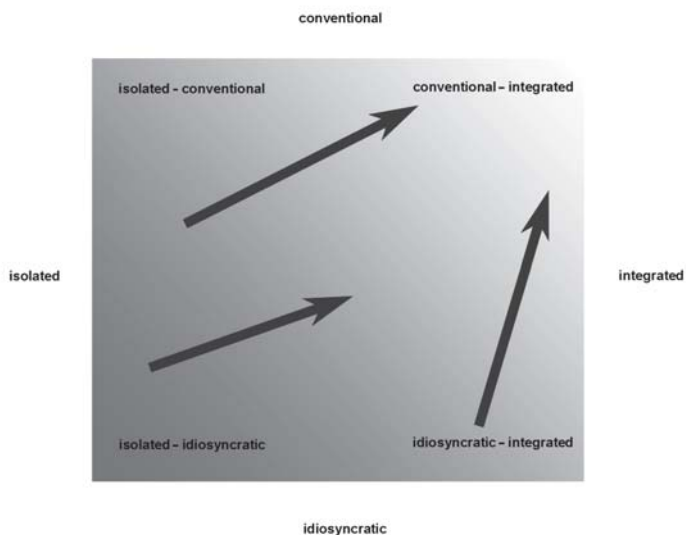 conventional
isolated - conventional
conventional - integrated
isolated
integrated
isolated - idiosyncratic
idiosyncratic - integrated
idiosyncratic